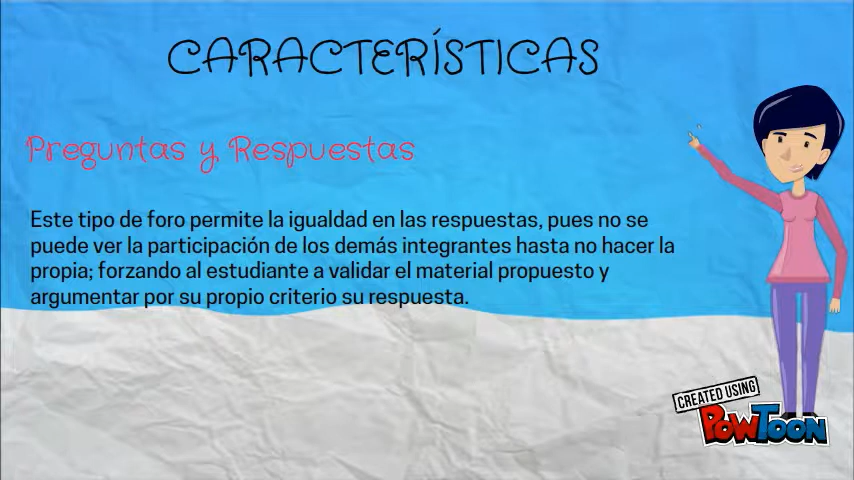 CARACTERÍSTICAS
Preguntas y Respuestas
Este tipo de foro permite la igualdad en las respuestas, pues no se
puede ver la participación de los demás integrantes hasta no hacer la
propia; forzando al estudiante a validar el material propuesto y
argumentar por su propio criterio su respuesta.
CREATED USING
POWTOON